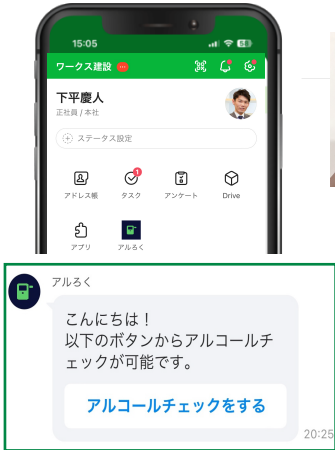 15:05
ワークス建設
下平慶人
正社員 / 本社
ステータス設定
1
アドレス帳
タスク
アンケート
Drive
アプリ
アルろく
アルろく
こんにちは！
以下のボタンからアルコールチ
ェックが可能です。
アルコールチェックをする
20:25